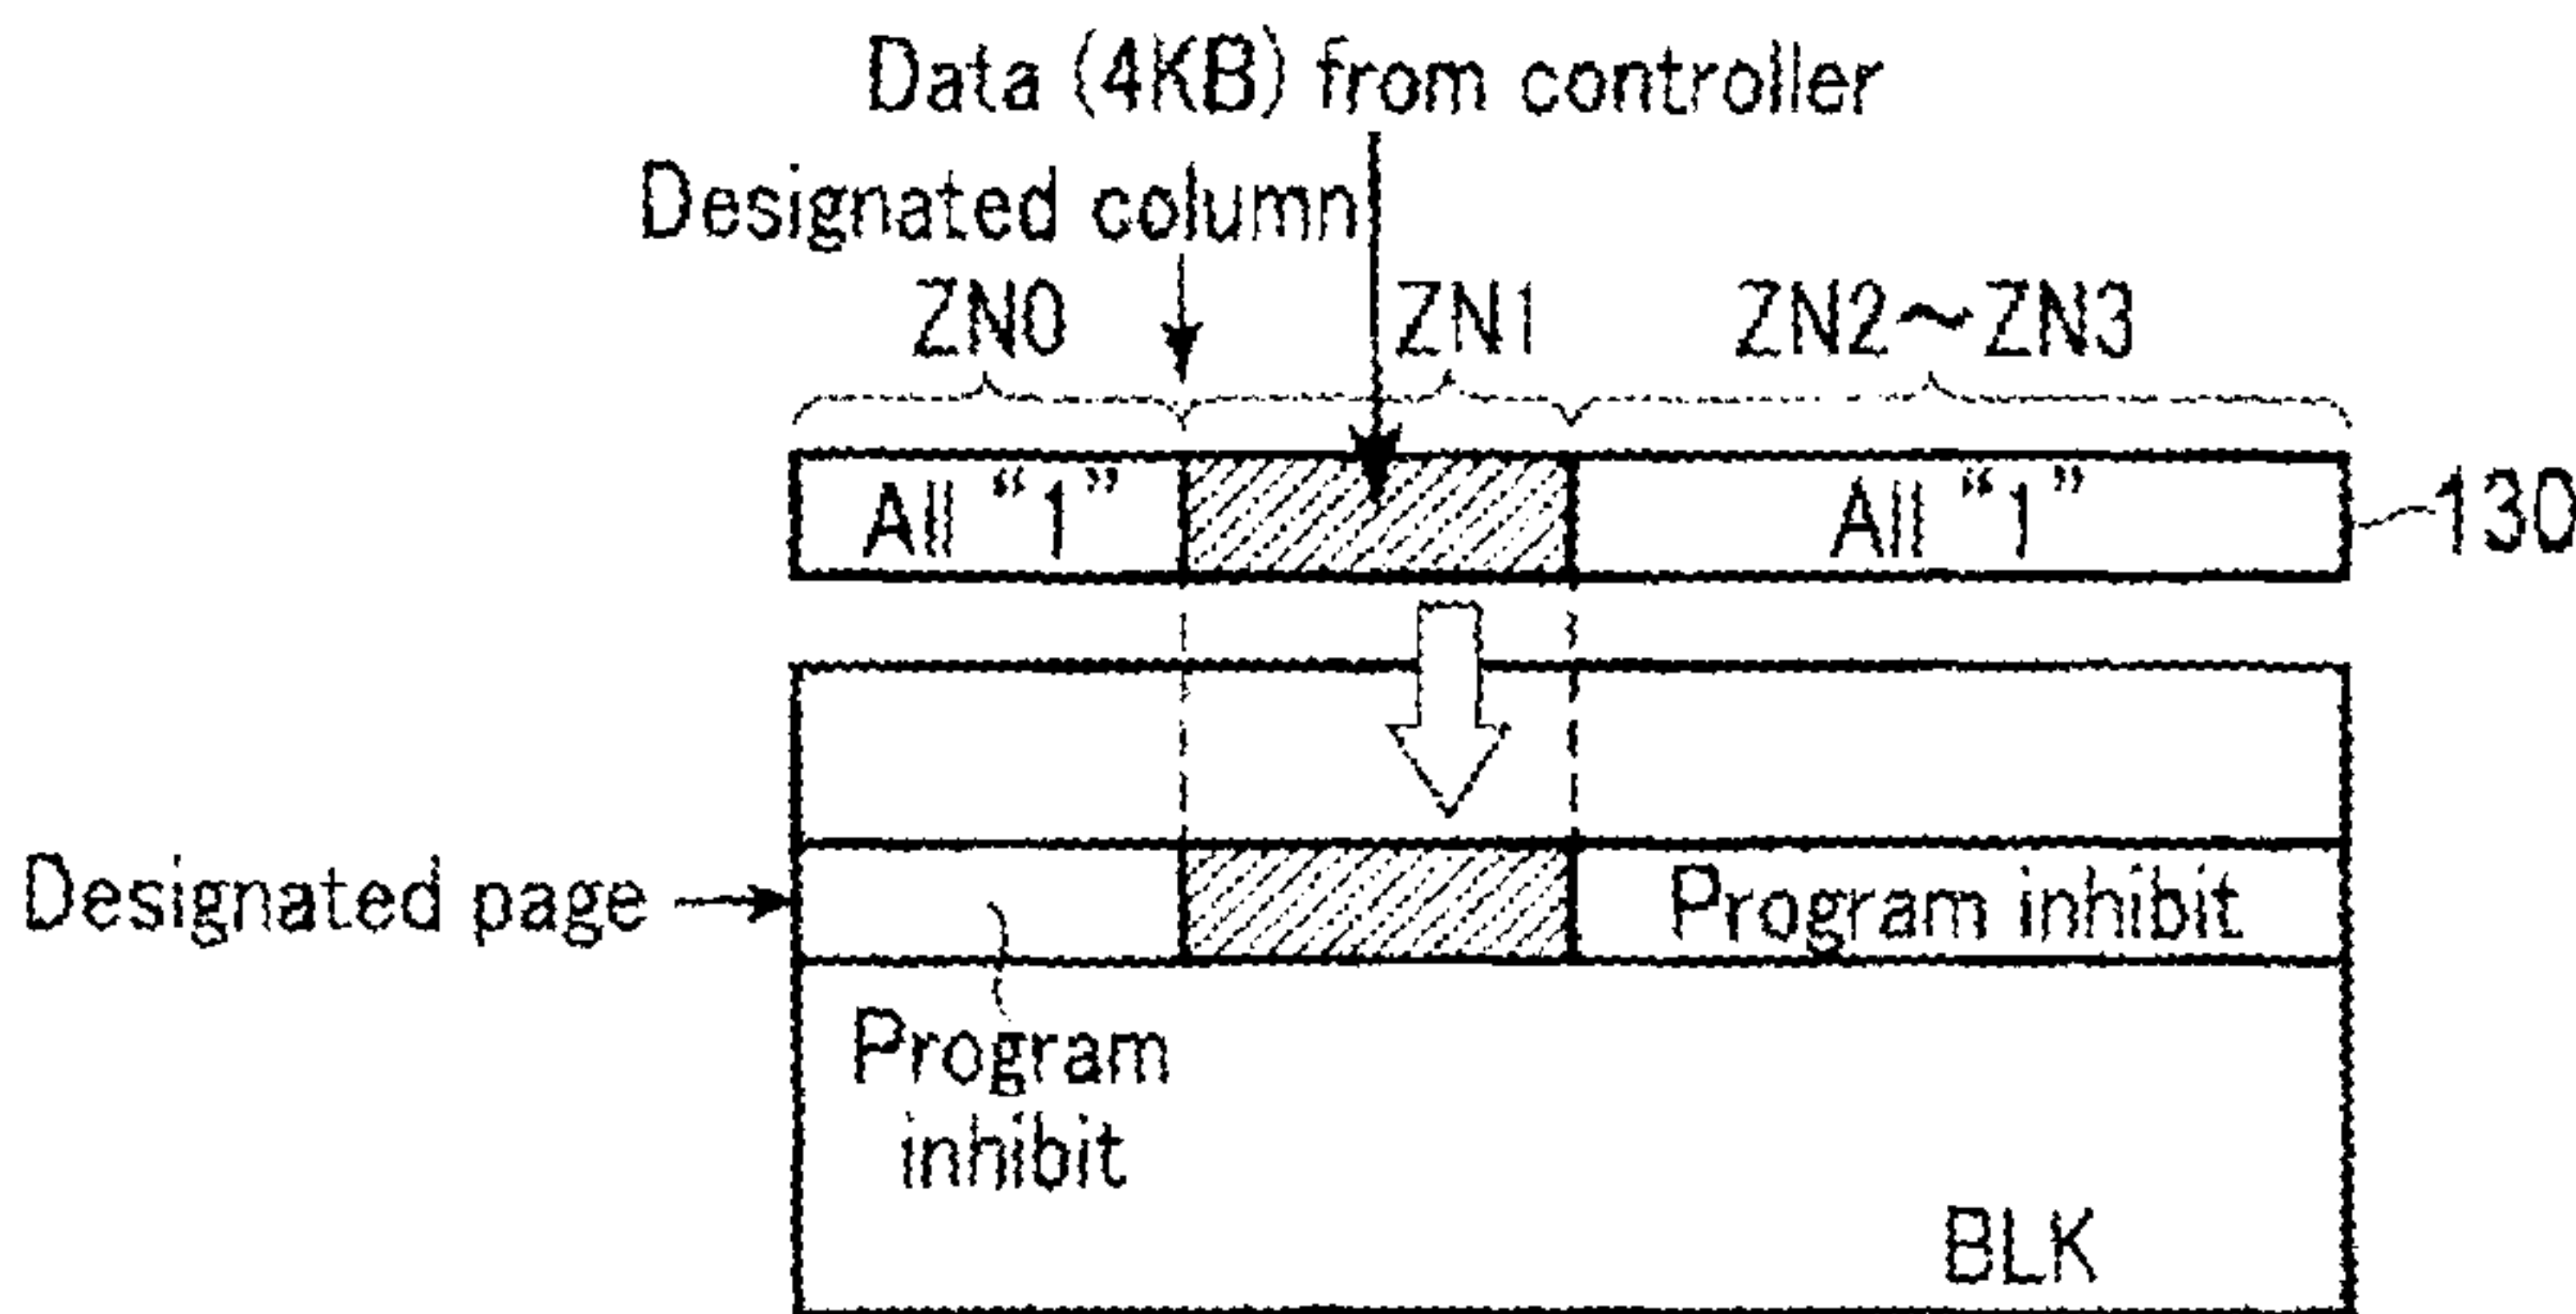 Data (4KB) from controller
Designated column
ZN0 ZN1 ZN2~ZN3
All “1” All “1” 130
Designated page Program inhibit
Program
inhibit
BLK